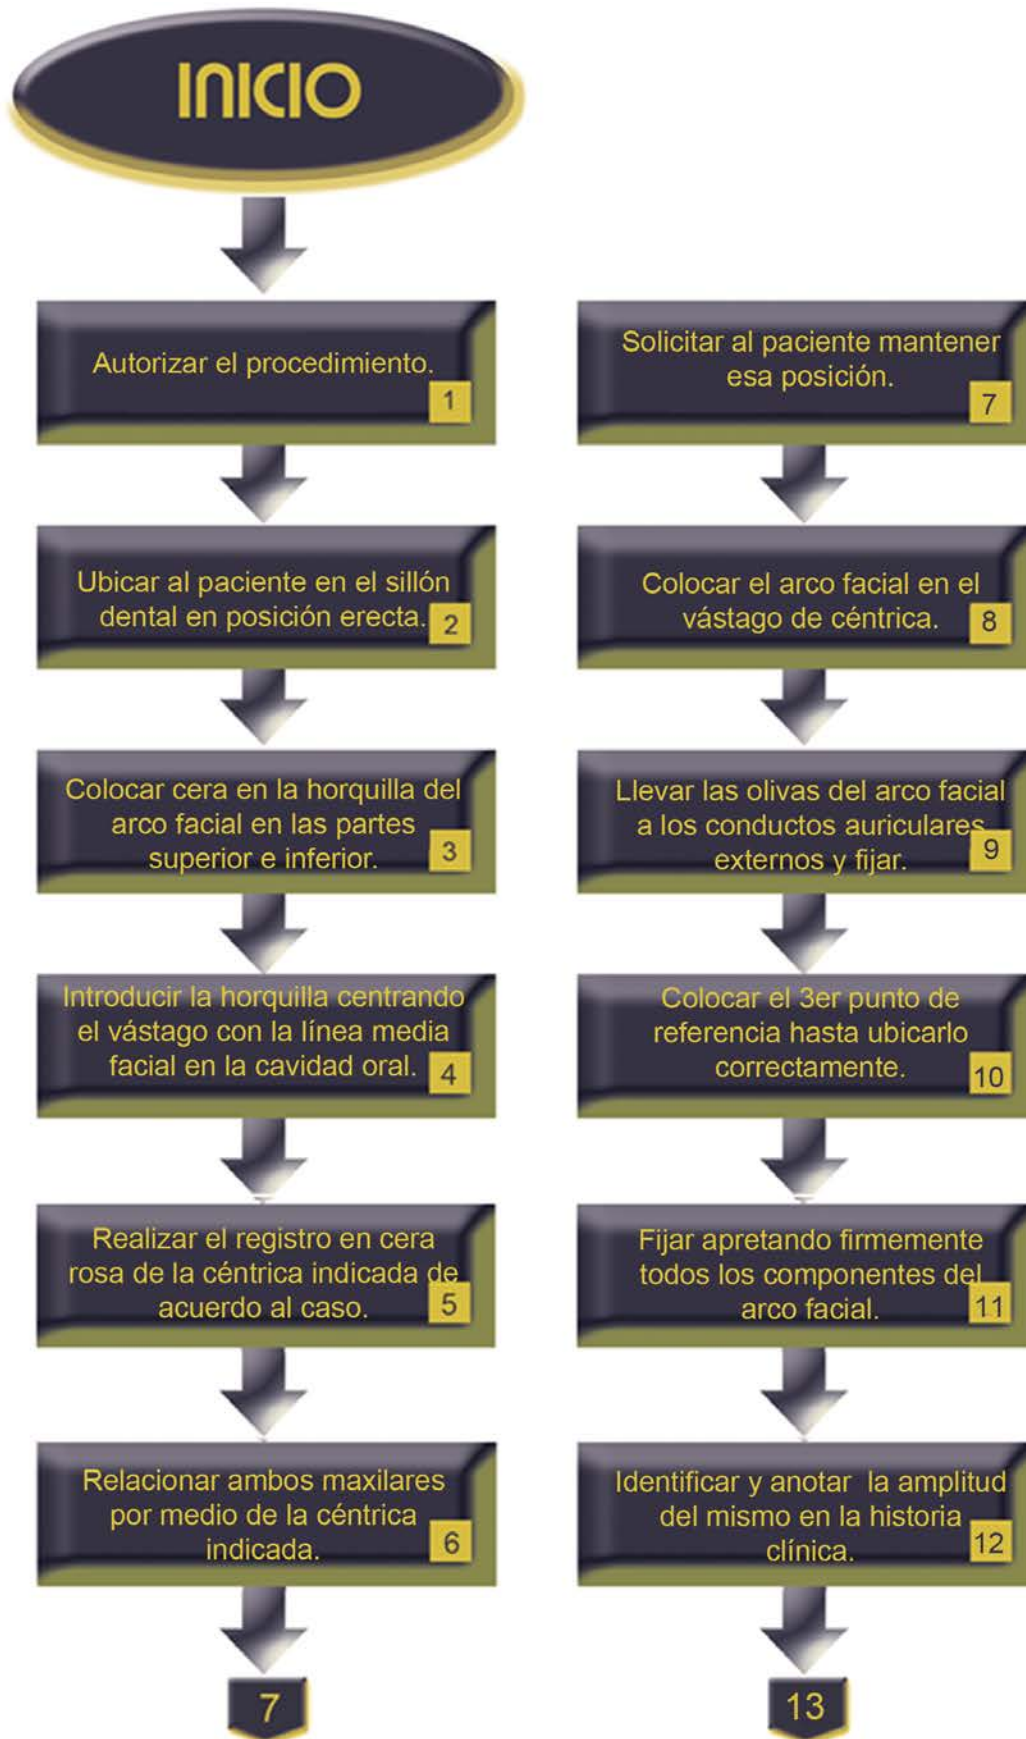 INICIO
Autorizar el procedimiento.
1
Ubicar al paciente en el sillón
dental en posición erecta.
2
Colocar cera en la horquilla del
arco facial en las partes
superior e inferior.
3
Introducir la horquilla centrando
el vástago con la línea media
facial en la cavidad oral.
4
Realizar el registro en cera
rosa de la céntrica indicada de
acuerdo al caso.
5
Relacionar ambos maxilares
por medio de la céntrica
indicada.
6
7
Solicitar al paciente mantener
esa posición.
7
Colocar el arco facial en el
vástago de céntrica.
8
Llevar las olivas del arco facial
a los conductos auriculares
externos y fijar.
9
Colocar el 3er punto de
referencia hasta ubicarlo
correctamente.
10
Fijar apretando firmemente
todos los componentes del
arco facial.
11
Identificar y anotar la amplitud
del mismo en la historia
clínica.
12
13